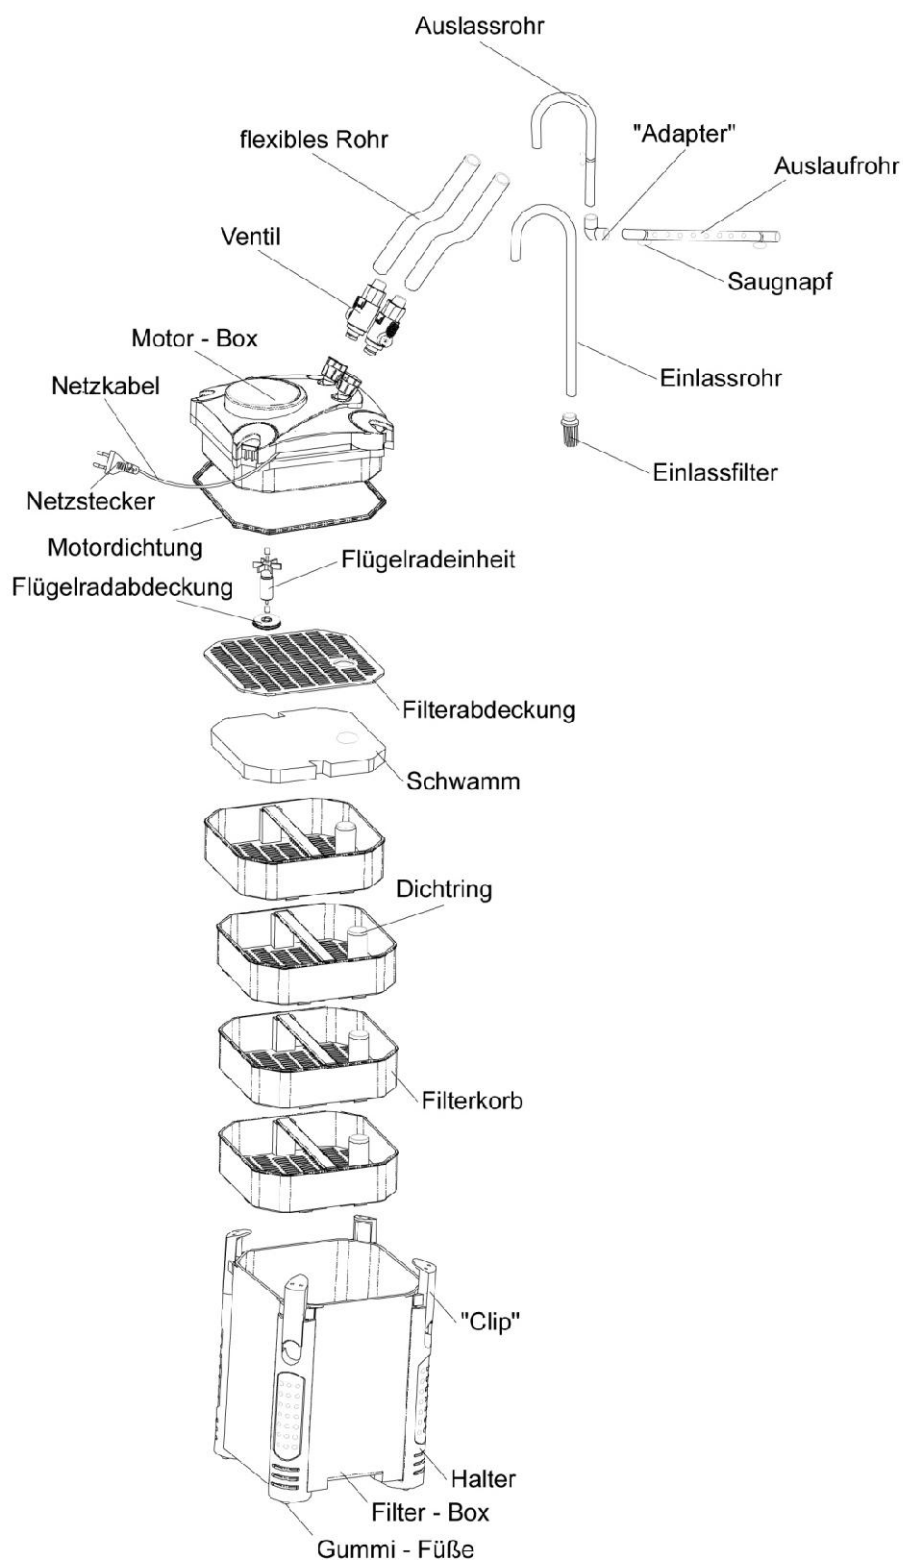 Auslassrohr
"Adapter"
flexibles Rohr
Auslaufrohr
Ventil
Saugnapf
Motor - Box
Einlassrohr
Netzkabel
Einlassfilter
Netzstecker
Motordichtung
Flügelradeinheit
Flügelradabdeckung
Filterabdeckung
Schwamm
Dichtring
Filterkorb
"Clip"
Halter
Filter - Box
Gummi - Füße